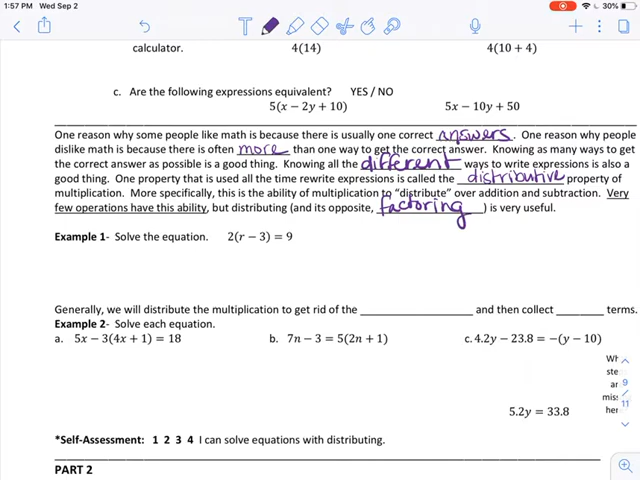 1:57 PM Wed Sep 2
30%
calculator. 4(14) 4(10 + 4)
c. Are the following expressions equivalent? YES / NO
5(x − 2y + 10) 5x − 10y + 50
One reason why some people like math is because there is usually one correct answers. One reason why people
dislike math is because there is often more than one way to get the correct answer. Knowing as many ways to get
the correct answer as possible is a good thing. Knowing all the different ways to write expressions is also a
good thing. One property that is used all the time rewrite expressions is called the distributive property of
multiplication. More specifically, this is the ability of multiplication to "distribute" over addition and subtraction. Very
few operations have this ability, but distributing (and its opposite, factoring) is very useful.
Example 1- Solve the equation. 2(r − 3) = 9
Generally, we will distribute the multiplication to get rid of the ____________________ and then collect ________ terms.
Example 2- Solve each equation.
a. 5x − 3(4x + 1) = 18 b. 7n − 3 = 5(2n + 1) c. 4.2y − 23.8 = −(y − 10)
Wh
ste
ar
9
mis
11
her
5.2y = 33.8
*Self-Assessment: 1 2 3 4 I can solve equations with distributing.
PART 2